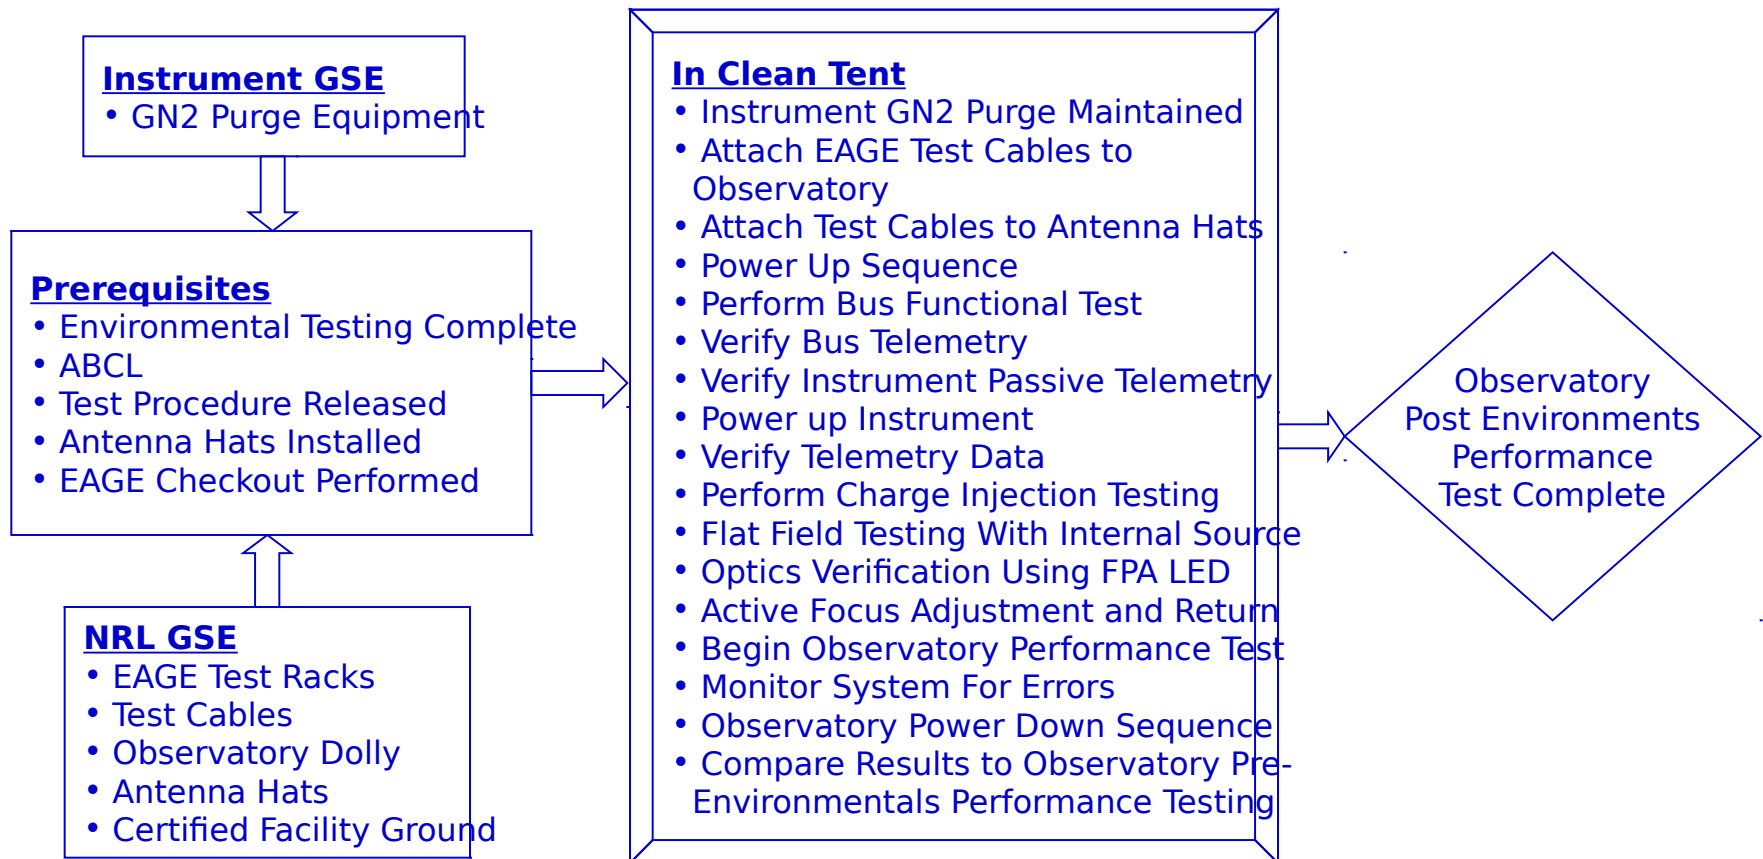 Instrument GSE
• GN2 Purge Equipment
Prerequisites
• Environmental Testing Complete
• ABCL
• Test Procedure Released
• Antenna Hats Installed
• EAGE Checkout Performed
NRL GSE
• EAGE Test Racks
• Test Cables
• Observatory Dolly
• Antenna Hats
• Certified Facility Ground
In Clean Tent
• Instrument GN2 Purge Maintained
• Attach EAGE Test Cables to
Observatory
• Attach Test Cables to Antenna Hats
• Power Up Sequence
• Perform Bus Functional Test
• Verify Bus Telemetry
• Verify Instrument Passive Telemetry
• Power up Instrument
• Verify Telemetry Data
• Perform Charge Injection Testing
• Flat Field Testing With Internal Source
• Optics Verification Using FPA LED
• Active Focus Adjustment and Return
• Begin Observatory Performance Test
• Monitor System For Errors
• Observatory Power Down Sequence
• Compare Results to Observatory Pre-
Environmentals Performance Testing
Observatory
Post Environments
Performance
Test Complete